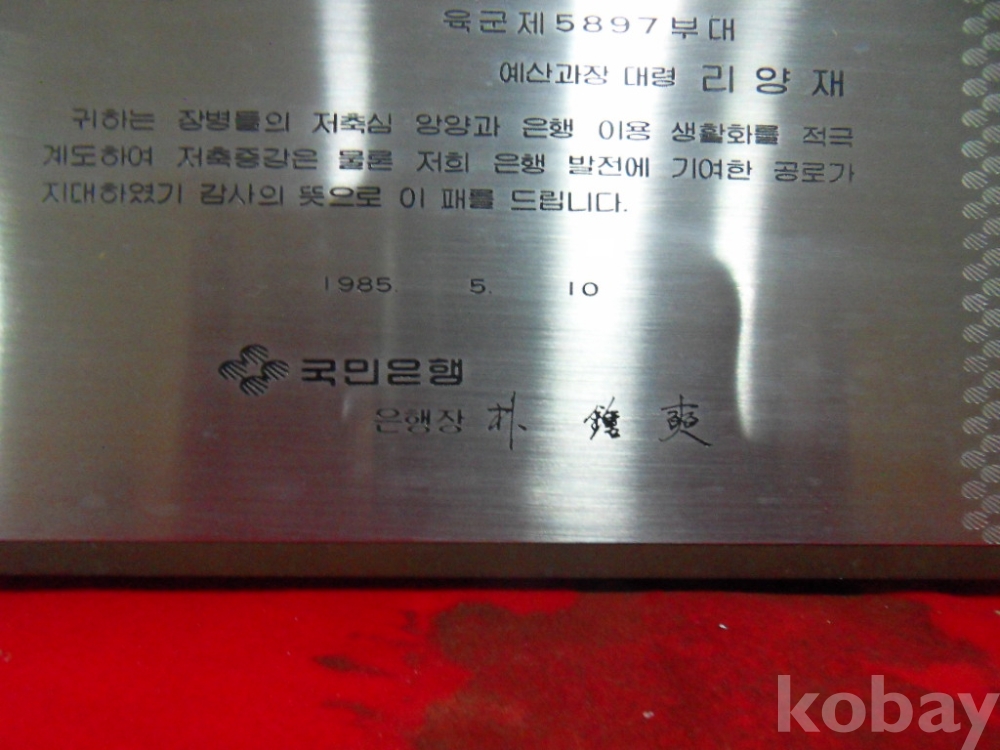 육군제5897부대
예산과장 대령 리양재
귀하는 장병들의 저축심 앙양과 은행 이용 생활화를 적극
계도하여 저축증강은 물론 저희 은행 발전에 기여한 공로가
지대하였기 감사의 뜻으로 이 패를 드립니다.
1985. 5. 10
국민은행
은행장 朴 鍾 奭
kobay